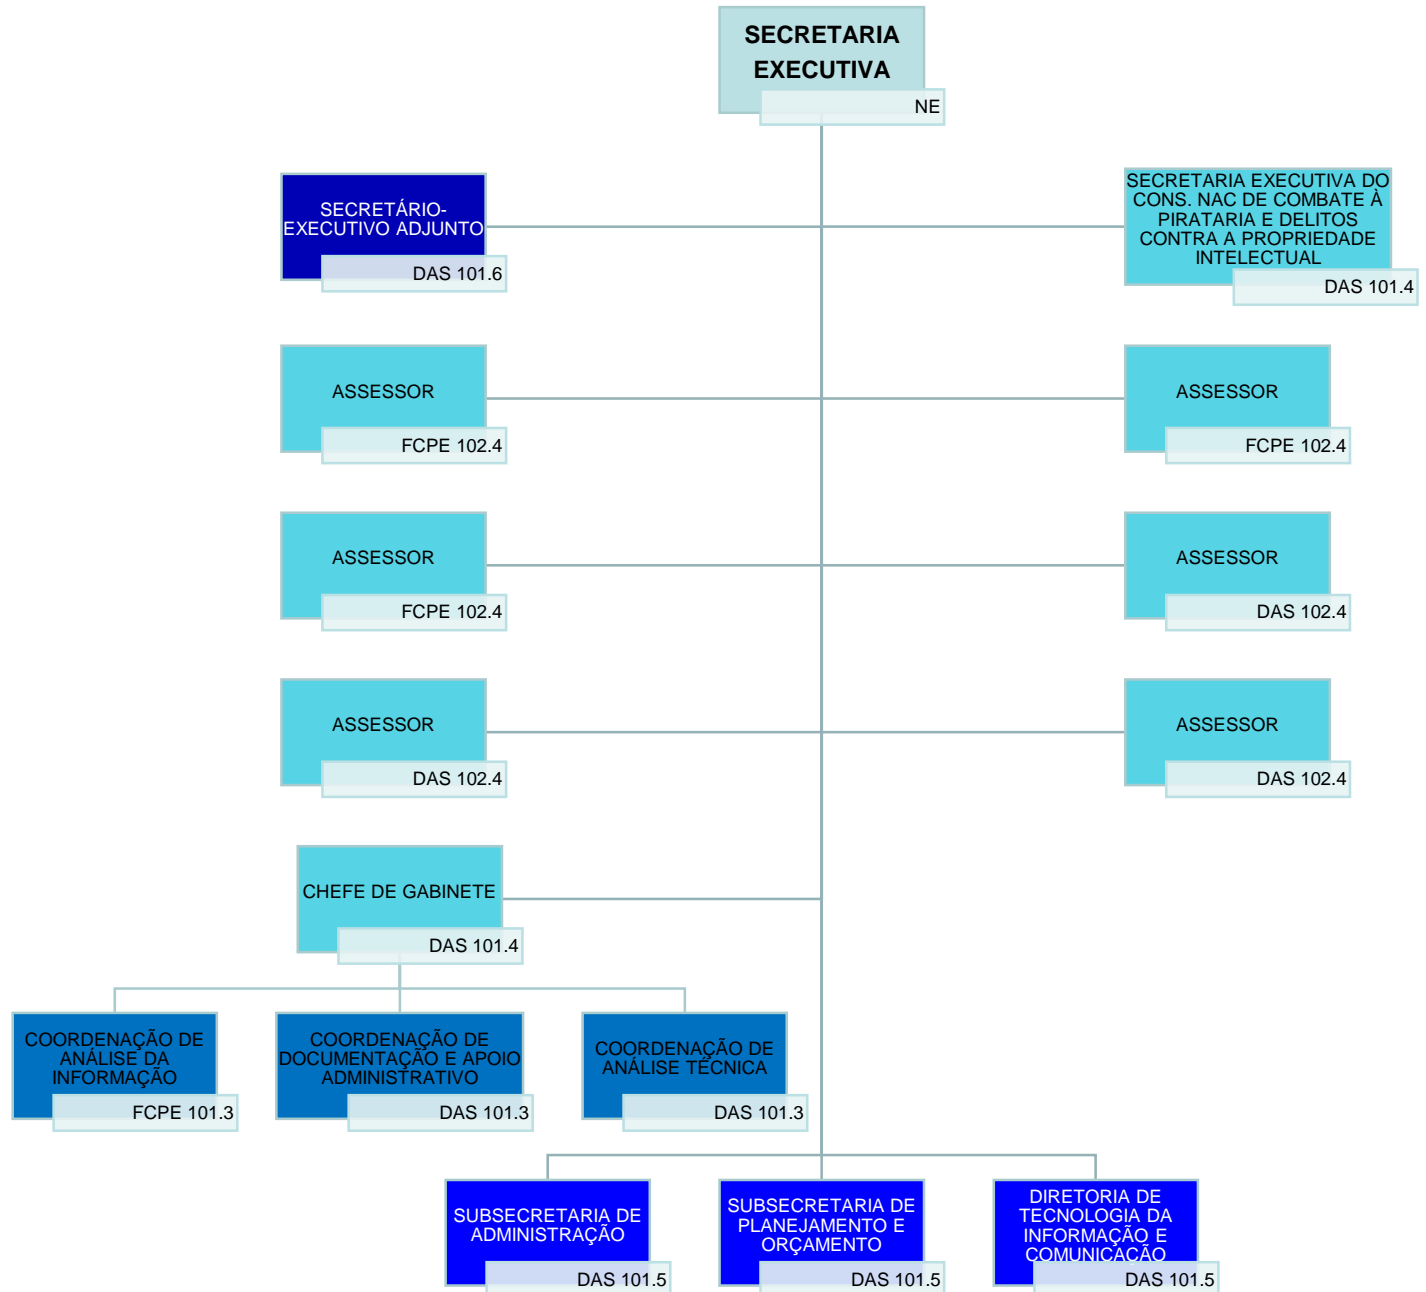 SECRETARIA
EXECUTIVA
NE
SECRETÁRIO-
EXECUTIVO ADJUNTO
DAS 101.6
SECRETARIA EXECUTIVA DO
CONS. NAC DE COMBATE À
PIRATARIA E DELITOS
CONTRA A PROPRIEDADE
INTELECTUAL
DAS 101.4
ASSESSOR
FCPE 102.4
ASSESSOR
FCPE 102.4
ASSESSOR
FCPE 102.4
ASSESSOR
DAS 102.4
ASSESSOR
DAS 102.4
ASSESSOR
DAS 102.4
CHEFE DE GABINETE
DAS 101.4
COORDENAÇÃO DE
ANÁLISE DA
INFORMAÇÃO
FCPE 101.3
COORDENAÇÃO DE
DOCUMENTAÇÃO E APOIO
ADMINISTRATIVO
DAS 101.3
COORDENAÇÃO DE
ANÁLISE TÉCNICA
DAS 101.3
SUBSECRETARIA DE
ADMINISTRAÇÃO
DAS 101.5
SUBSECRETARIA DE
PLANEJAMENTO E
ORÇAMENTO
DAS 101.5
DIRETORIA DE
TECNOLOGIA DA
INFORMAÇÃO E
COMUNICAÇÃO
DAS 101.5